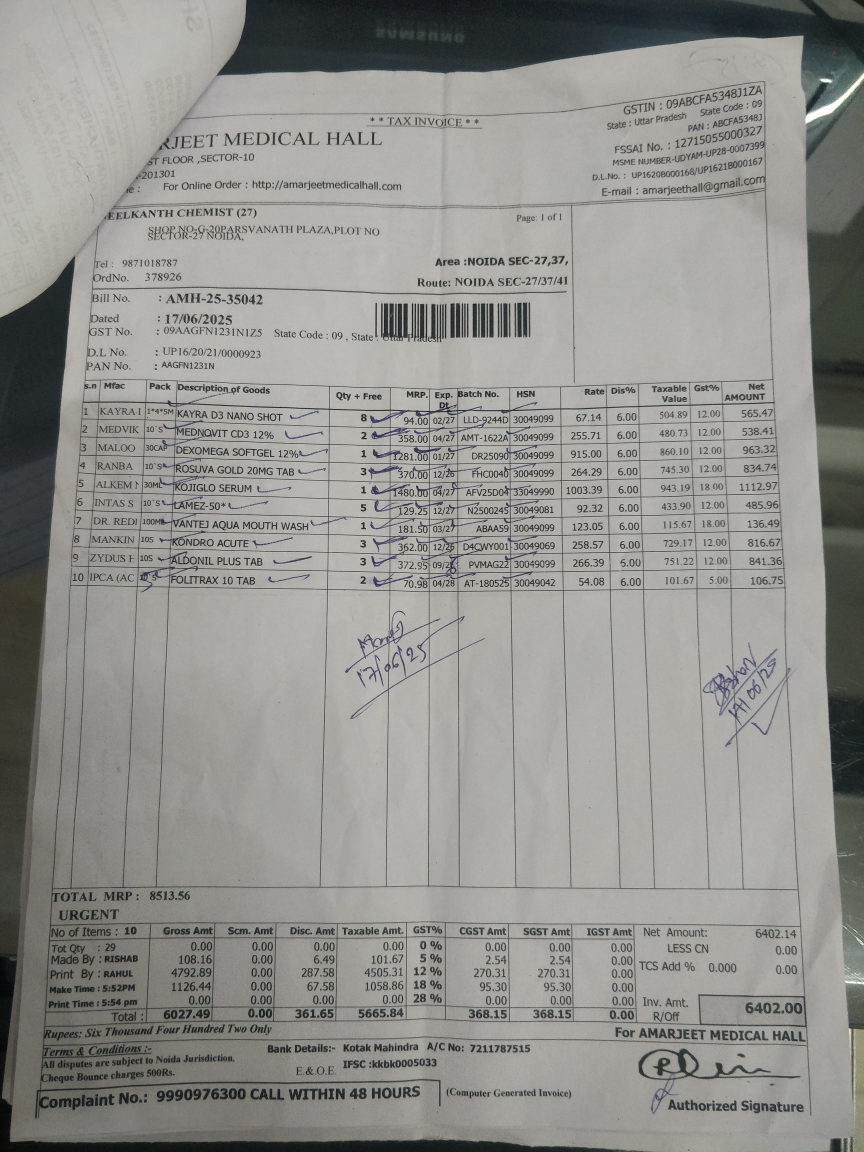 SAMSUNG
* * TAX INVOICE * *
GSTIN : 09ABCFA5348J1ZA
State : Uttar Pradesh State Code : 09
PAN : ABCFA5348J
FSSAI No. : 12715055000327
MSME NUMBER-UDYAM-UP28-0007399
D.L.No. : UP1620B000168/UP1621B000167
E-mail : amarjeethall@gmail.com
RJEET MEDICAL HALL
ST FLOOR ,SECTOR-10
-201301
e : For Online Order : http://amarjeetmedicalhall.com
EELKANTH CHEMIST (27)
Page: 1 of 1
SHOP NO:G-20PARSVANATH PLAZA,PLOT NO
SECTOR-27 NOIDA,
Tel : 9871018787
Area :NOIDA SEC-27,37,
OrdNo. 378926
Route: NOIDA SEC-27/37/41
Bill No. : AMH-25-35042
Dated : 17/06/2025
GST No. : 09AAGFN1231N1Z5 State Code : 09 , State : Uttar Pradesh
D.L No. : UP16/20/21/0000923
PAN No. : AAGFN1231N
s.n Mfac Pack Description of Goods Qty + Free MRP. Exp. Dt. Batch No. HSN Rate Dis% Taxable Value Gst% Net AMOUNT
1 KAYRA I 1*4*5M KAYRA D3 NANO SHOT 8 94.00 02/27 LLD-9244D 30049099 67.14 6.00 504.89 12.00 565.47
2 MEDVIK 10`S MEDNOVIT CD3 12% 2 358.00 04/27 AMT-1622A 30049099 255.71 6.00 480.73 12.00 538.41
3 MALOO 30CAP DEXOMEGA SOFTGEL 12% 1 1281.00 01/27 DR25090 30049099 915.00 6.00 860.10 12.00 963.32
4 RANBA 10`S ROSUVA GOLD 20MG TAB 3 370.00 12/26 FHC0040 30049099 264.29 6.00 745.30 12.00 834.74
5 ALKEM 30ML KOJIGLO SERUM 1 1480.00 04/27 AFV25D04 33049990 1003.39 6.00 943.19 18.00 1112.97
6 INTAS S 10`S LAMEZ-50* 5 129.25 12/27 N2500245 30049081 92.32 6.00 433.90 12.00 485.96
7 DR. REDI 100ML VANTEJ AQUA MOUTH WASH 1 181.50 03/27 ABAA59 30049099 123.05 6.00 115.67 18.00 136.49
8 MANKIN 10S KONDRO ACUTE 3 362.00 12/26 D4CWY001 30049069 258.57 6.00 729.17 12.00 816.67
9 ZYDUS 10S ALDONIL PLUS TAB 3 372.95 09/26 PVMAG22 30049099 266.39 6.00 751.22 12.00 841.36
10 IPCA (AC FOLITRAX 10 TAB 2 70.98 04/28 AT-180525 30049042 54.08 6.00 101.67 5.00 106.75
17/06/25
17/06/25
TOTAL MRP : 8513.56
URGENT
No of Items : 10 Gross Amt Scm. Amt Disc. Amt Taxable Amt. GST% CGST Amt SGST Amt IGST Amt Net Amount: 6402.14
Tot Qty : 29 0.00 0.00 0.00 0.00 0 % 0.00 0.00 0.00 LESS CN 0.00
Made By : RISHAB 108.16 0.00 6.49 101.67 5 % 2.54 2.54 0.00 TCS Add % 0.000 0.00
Print By : RAHUL 4792.89 0.00 287.58 4505.31 12 % 270.31 270.31 0.00
Make Time : 5:52PM 1126.44 0.00 67.58 1058.86 18 % 95.30 95.30 0.00
Print Time : 5:54 pm 0.00 0.00 0.00 0.00 28 % 0.00 0.00 0.00
Total : 6027.49 0.00 361.65 5665.84 368.15 368.15 0.00
Inv. Amt. R/Off 6402.00
Rupees: Six Thousand Four Hundred Two Only
For AMARJEET MEDICAL HALL
Terms & Conditions :-
Bank Details:- Kotak Mahindra A/C No: 7211787515
All disputes are subject to Noida Jurisdiction.
E.& O.E. IFSC :kkbk0005033
Cheque Bounce charges 500Rs.
Complaint No.: 9990976300 CALL WITHIN 48 HOURS
(Computer Generated Invoice)
Authorized Signature